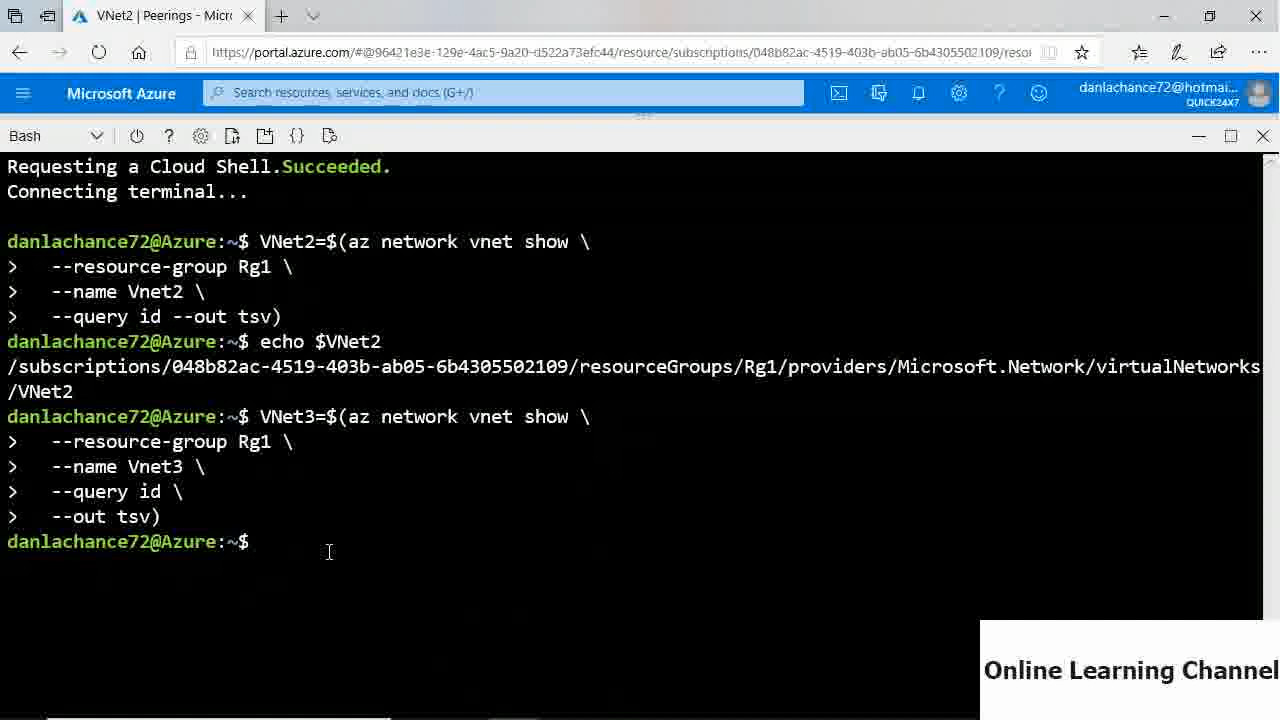 VNet2 | Peerings - Micro
https://portal.azure.com/#@96421e3e-129e-4ac5-9a20-d522a73efc44/resource/subscriptions/048b82ac-4519-403b-ab05-6b4305502109/resou
Microsoft Azure
Search resources, services, and docs (G+/)
danlachance72@hotmai...
QUICK24X7
Bash
Requesting a Cloud Shell.Succeeded.
Connecting terminal...
danlachance72@Azure:~$ VNet2=$(az network vnet show \
>   --resource-group Rg1 \
>   --name Vnet2 \
>   --query id --out tsv)
danlachance72@Azure:~$ echo $VNet2
/subscriptions/048b82ac-4519-403b-ab05-6b4305502109/resourceGroups/Rg1/providers/Microsoft.Network/virtualNetworks
/VNet2
danlachance72@Azure:~$ VNet3=$(az network vnet show \
>   --resource-group Rg1 \
>   --name Vnet3 \
>   --query id \
>   --out tsv)
danlachance72@Azure:~$
Online Learning Channel